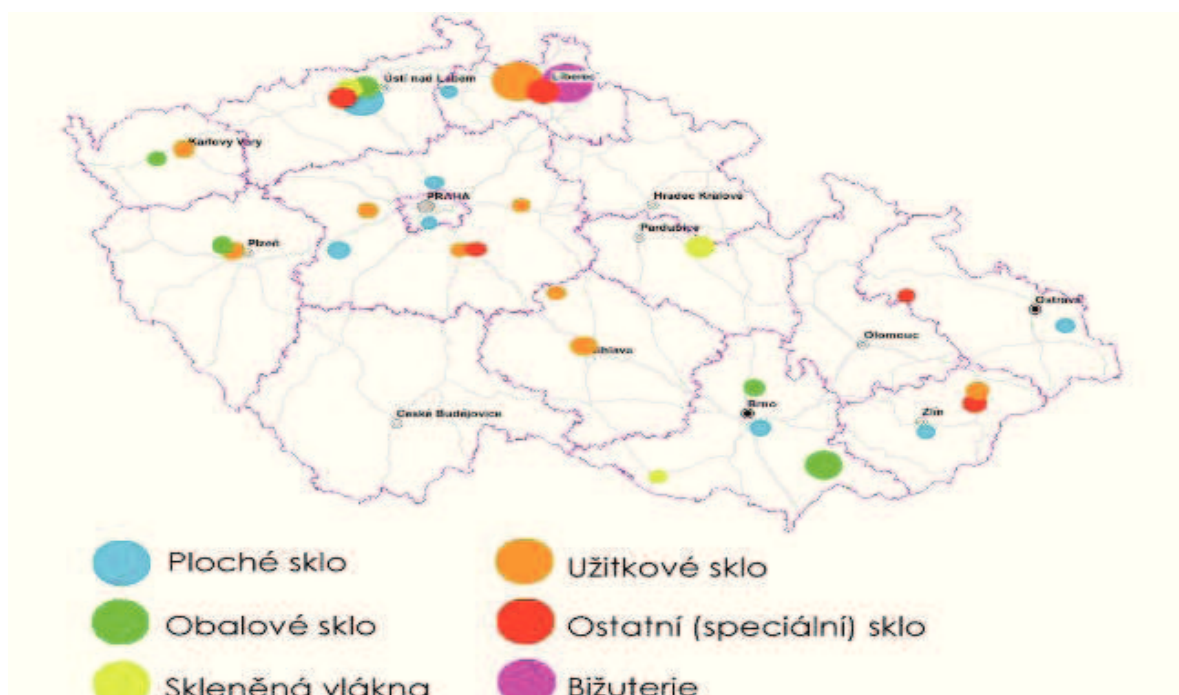 Ústí nad Labem
Liberec
Karlovy Vary
PRAHA
Hradec Králové
Pardubice
Plzeň
Ostrava
Olomouc
Jihlava
Brno
Zlín
České Budějovice
Ploché sklo
Užitkové sklo
Obalové sklo
Ostatní (speciální) sklo
Skleněná vlákna
Bižuterie